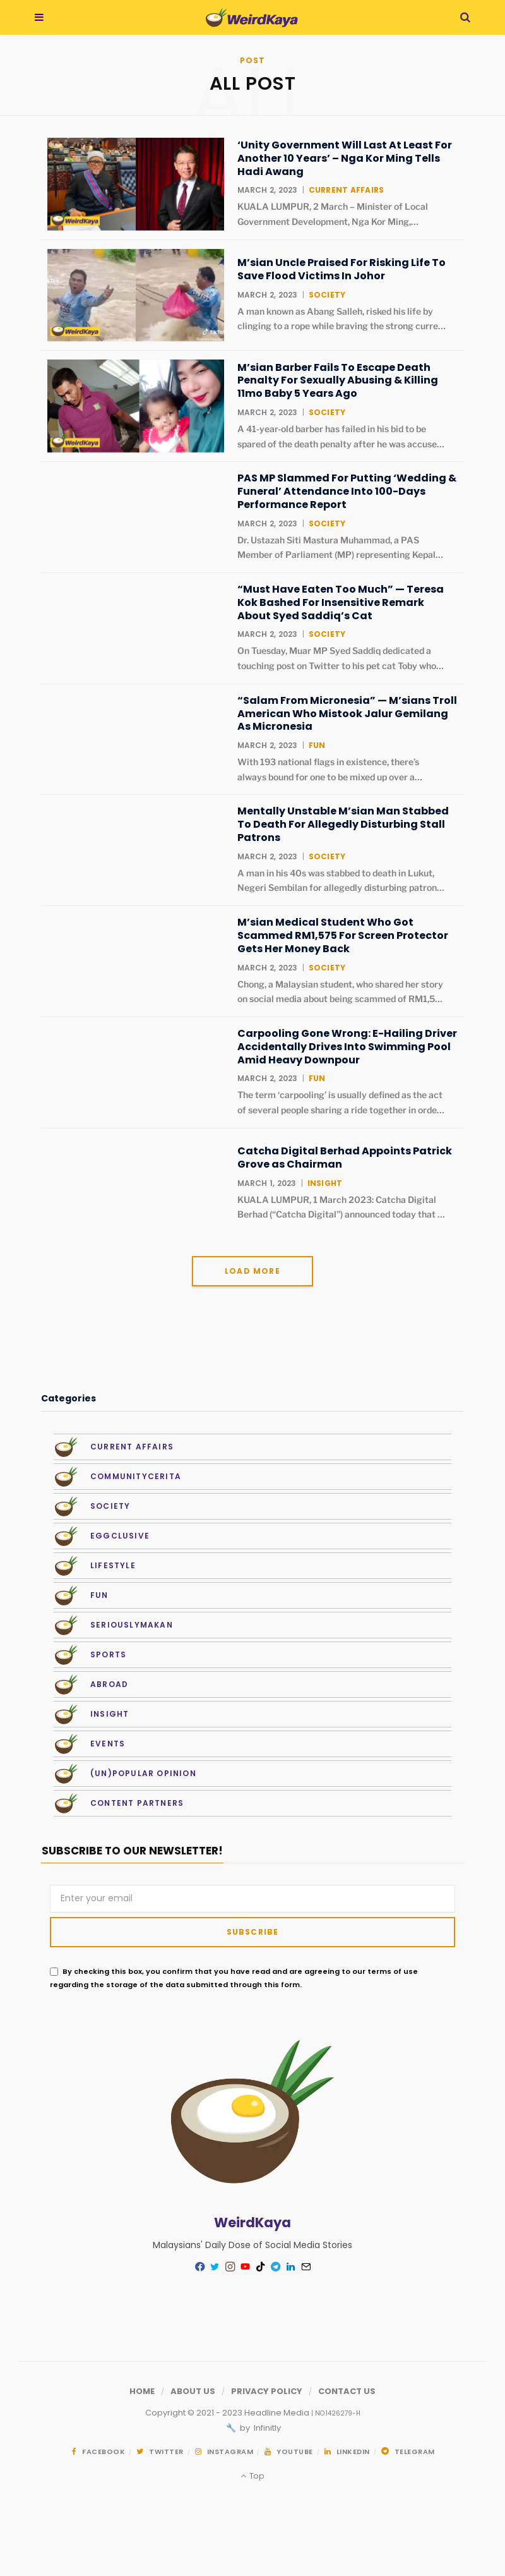 WeirdKaya
POST
ALL POST
‘Unity Government Will Last At Least For
Another 10 Years’ – Nga Kor Ming Tells
Hadi Awang
MARCH 2, 2023 | CURRENT AFFAIRS
KUALA LUMPUR, 2 March – Minister of Local
Government Development, Nga Kor Ming,…
WeirdKaya
M’sian Uncle Praised For Risking Life To
Save Flood Victims In Johor
MARCH 2, 2023 | SOCIETY
A man known as Abang Salleh, risked his life by
clinging to a rope while braving the strong curre…
WeirdKaya
M’sian Barber Fails To Escape Death
Penalty For Sexually Abusing & Killing
11mo Baby 5 Years Ago
MARCH 2, 2023 | SOCIETY
A 41-year-old barber has failed in his bid to be
spared of the death penalty after he was accuse…
WeirdKaya
PAS MP Slammed For Putting ‘Wedding &
Funeral’ Attendance Into 100-Days
Performance Report
MARCH 2, 2023 | SOCIETY
Dr. Ustazah Siti Mastura Muhammad, a PAS
Member of Parliament (MP) representing Kepal…
“Must Have Eaten Too Much” — Teresa
Kok Bashed For Insensitive Remark
About Syed Saddiq’s Cat
MARCH 2, 2023 | SOCIETY
On Tuesday, Muar MP Syed Saddiq dedicated a
touching post on Twitter to his pet cat Toby who…
“Salam From Micronesia” — M’sians Troll
American Who Mistook Jalur Gemilang
As Micronesia
MARCH 2, 2023 | FUN
With 193 national flags in existence, there’s
always bound for one to be mixed up over a…
Mentally Unstable M’sian Man Stabbed
To Death For Allegedly Disturbing Stall
Patrons
MARCH 2, 2023 | SOCIETY
A man in his 40s was stabbed to death in Lukut,
Negeri Sembilan for allegedly disturbing patron…
M’sian Medical Student Who Got
Scammed RM1,575 For Screen Protector
Gets Her Money Back
MARCH 2, 2023 | SOCIETY
Chong, a Malaysian student, who shared her story
on social media about being scammed of RM1,5…
Carpooling Gone Wrong: E-Hailing Driver
Accidentally Drives Into Swimming Pool
Amid Heavy Downpour
MARCH 2, 2023 | FUN
The term ‘carpooling’ is usually defined as the act
of several people sharing a ride together in orde…
Catcha Digital Berhad Appoints Patrick
Grove as Chairman
MARCH 1, 2023 | INSIGHT
KUALA LUMPUR, 1 March 2023: Catcha Digital
Berhad (“Catcha Digital”) announced today that …
LOAD MORE
Categories
CURRENT AFFAIRS
COMMUNITYCERITA
SOCIETY
EGGCLUSIVE
LIFESTYLE
FUN
SERIOUSLYMAKAN
SPORTS
ABROAD
INSIGHT
EVENTS
(UN)POPULAR OPINION
CONTENT PARTNERS
SUBSCRIBE TO OUR NEWSLETTER!
Enter your email
SUBSCRIBE
By checking this box, you confirm that you have read and are agreeing to our terms of use
regarding the storage of the data submitted through this form.
WeirdKaya
Malaysians' Daily Dose of Social Media Stories
HOME / ABOUT US / PRIVACY POLICY / CONTACT US
Copyright © 2021 - 2023 Headline Media | NO.1426279-H
by Infinitly
FACEBOOK / TWITTER / INSTAGRAM / YOUTUBE / LINKEDIN / TELEGRAM
Top